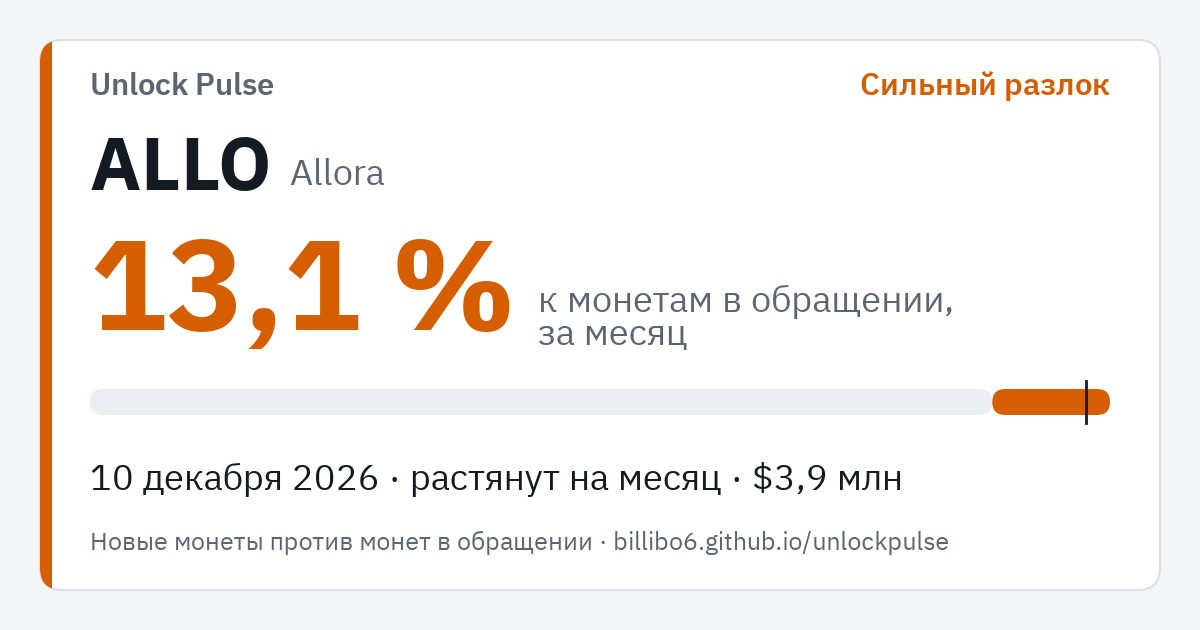 Unlock Pulse
Сильный разлок
ALLO Allora
13,1 % к монетам в обращении,
за месяц
10 декабря 2026 · растянут на месяц · $3,9 млн
Новые монеты против монет в обращении · billibo6.github.io/unlockpulse